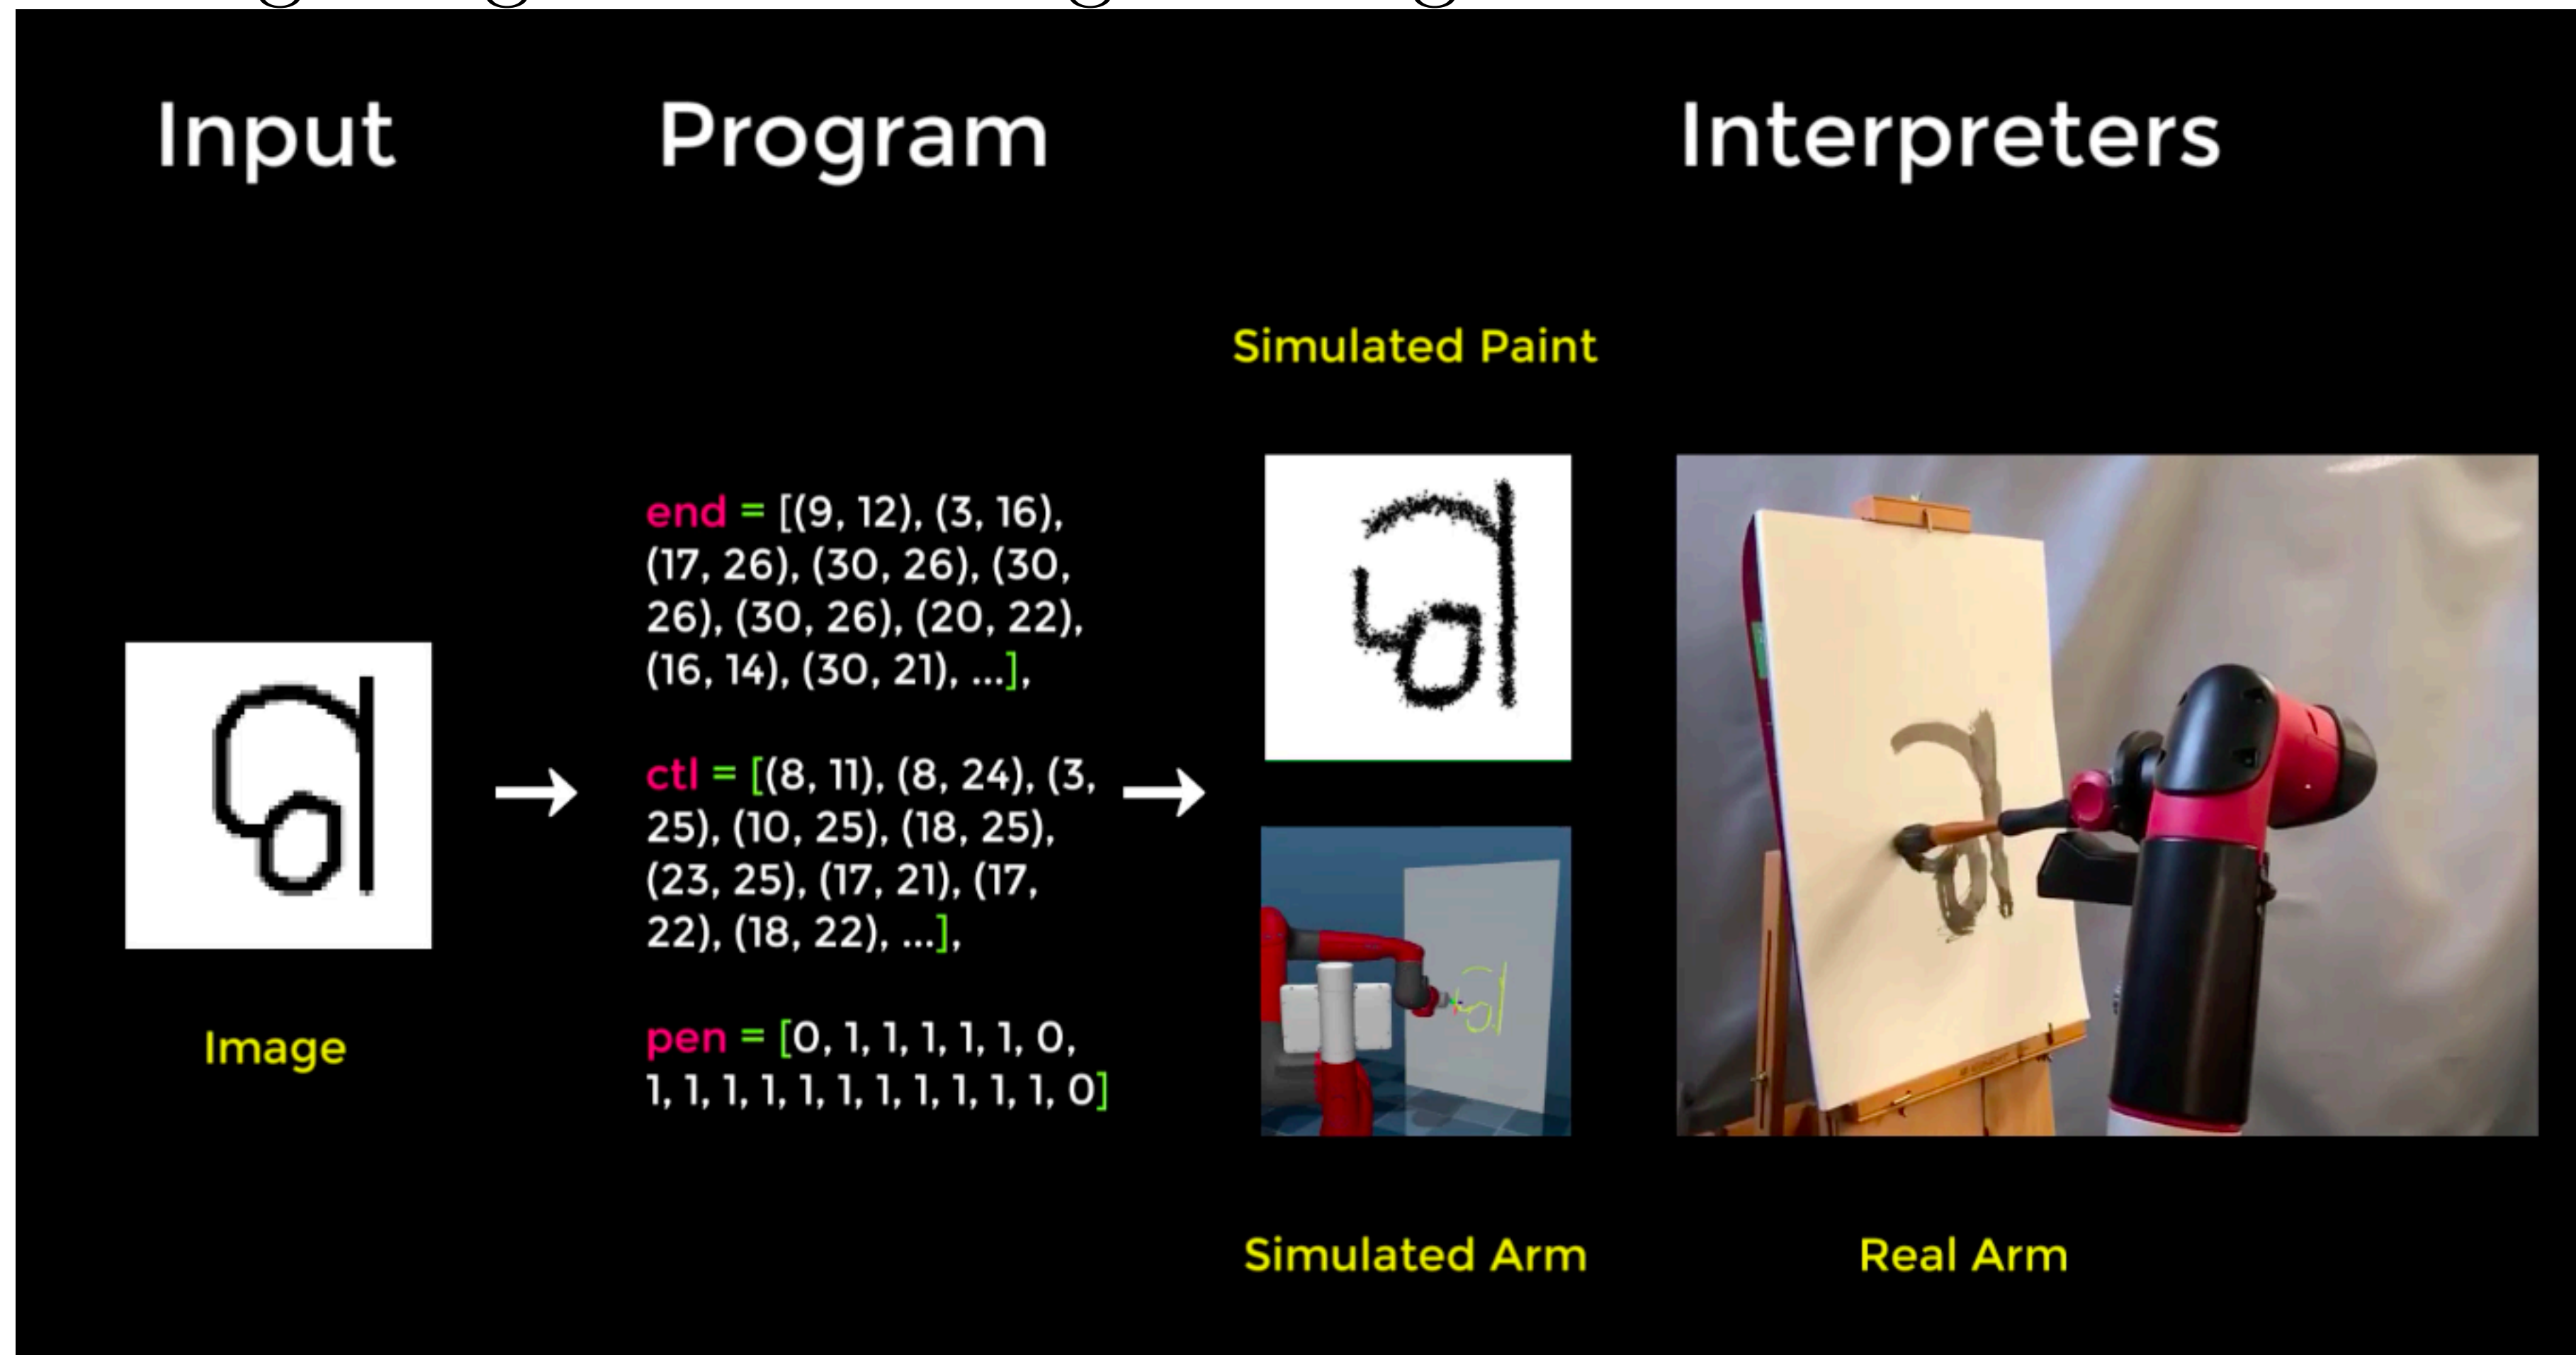 Input
Program
Interpreters
Simulated Paint
end = [(9, 12), (3, 16),
(17, 26), (30, 26), (30,
26), (30, 26), (20, 22),
(16, 14), (30, 21), ...],
ctl = [(8, 11), (8, 24), (3,
25), (10, 25), (18, 25),
(23, 25), (17, 21), (17,
22), (18, 22), ...],
pen = [0, 1, 1, 1, 1, 1, 0,
1, 1, 1, 1, 1, 1, 1, 1, 1, 1, 1, 0]
Image
Simulated Arm
Real Arm